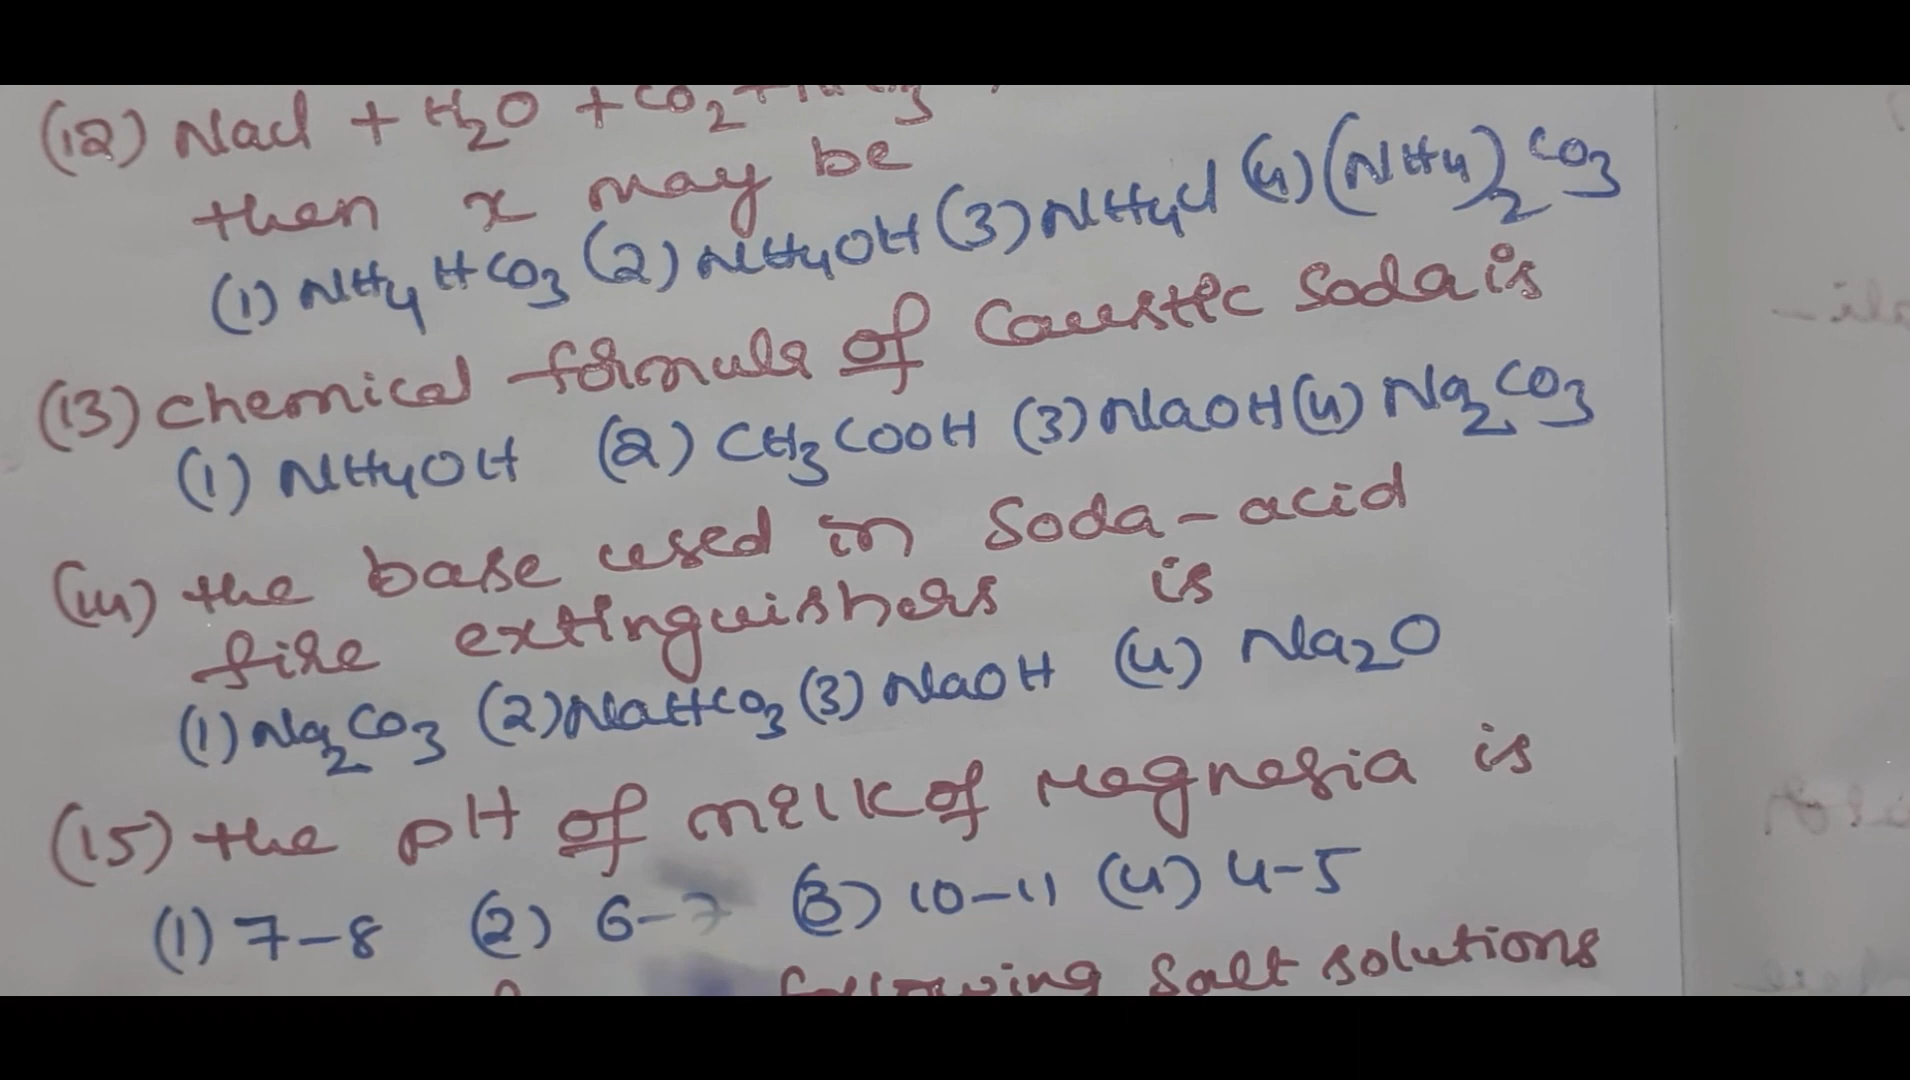 (12) NaCl + H2O + CO2 +
then x may be
(1) NH4HCO3 (2) NH4OH (3) NH4Cl (4) (NH4)2CO3
(13) chemical formula of Caustic Soda is
(1) NH4OH (2) CH3COOH (3) NaOH (4) Na2CO3
(14) the base used in Soda-acid
fire extinguishers is
(1) Na2CO3 (2) NaHCO3 (3) NaOH (4) Na2O
(15) the pH of milk of Magnesia is
(1) 7-8 (2) 6-7 (3) 10-11 (4) 4-5
following salt solutions